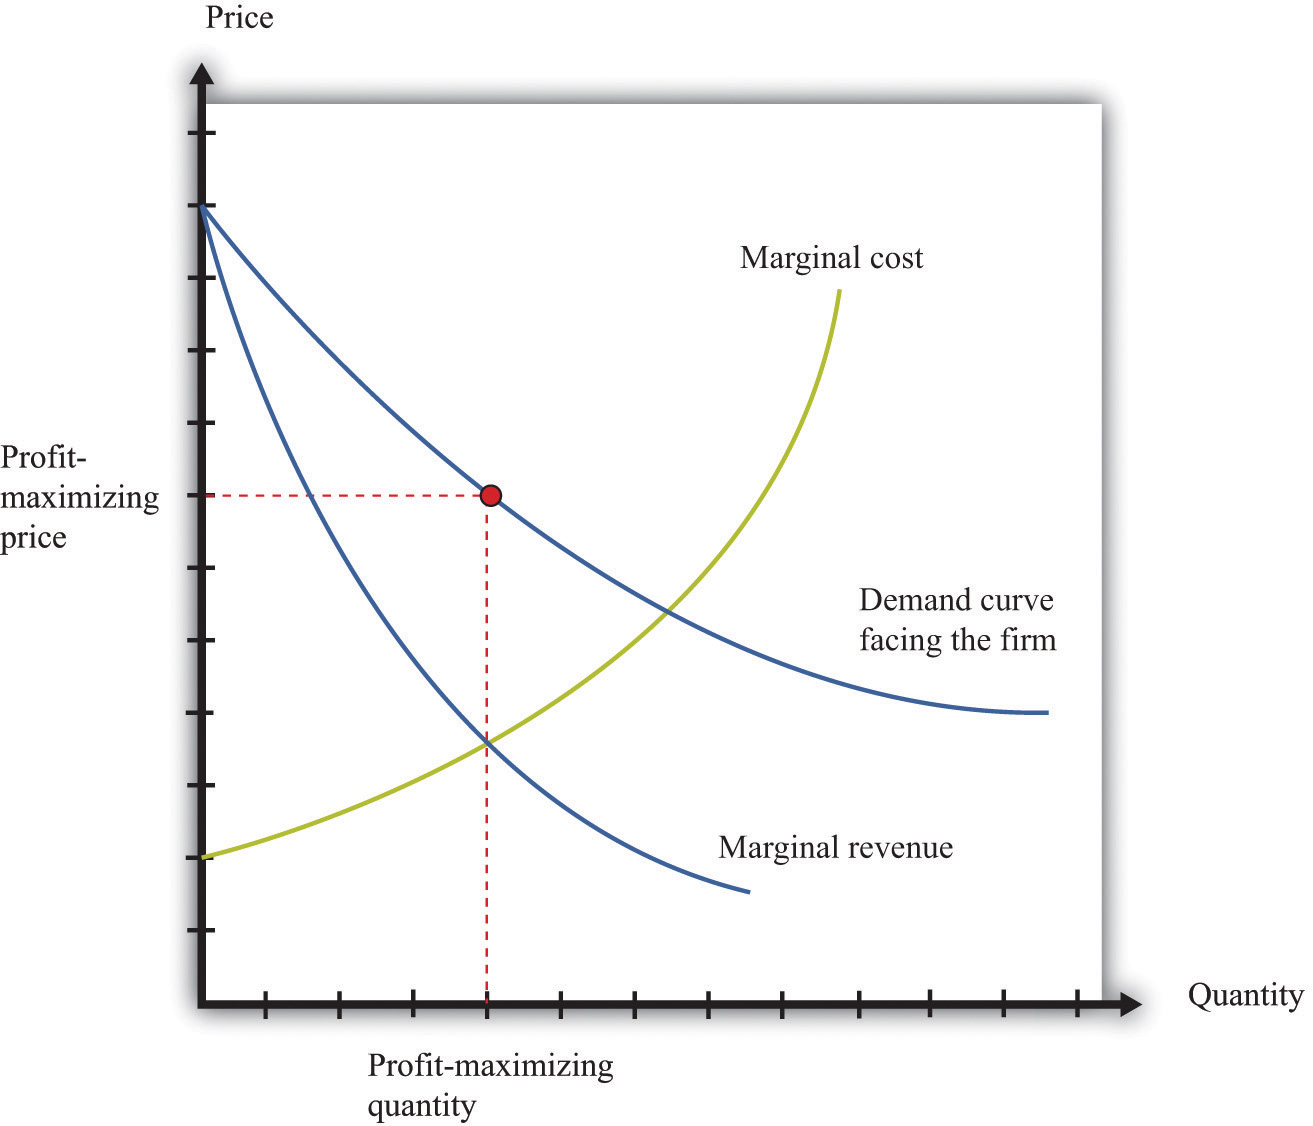 Price
Marginal cost
Profit-
maximizing
price
Demand curve
facing the firm
Marginal revenue
Quantity
Profit-maximizing
quantity